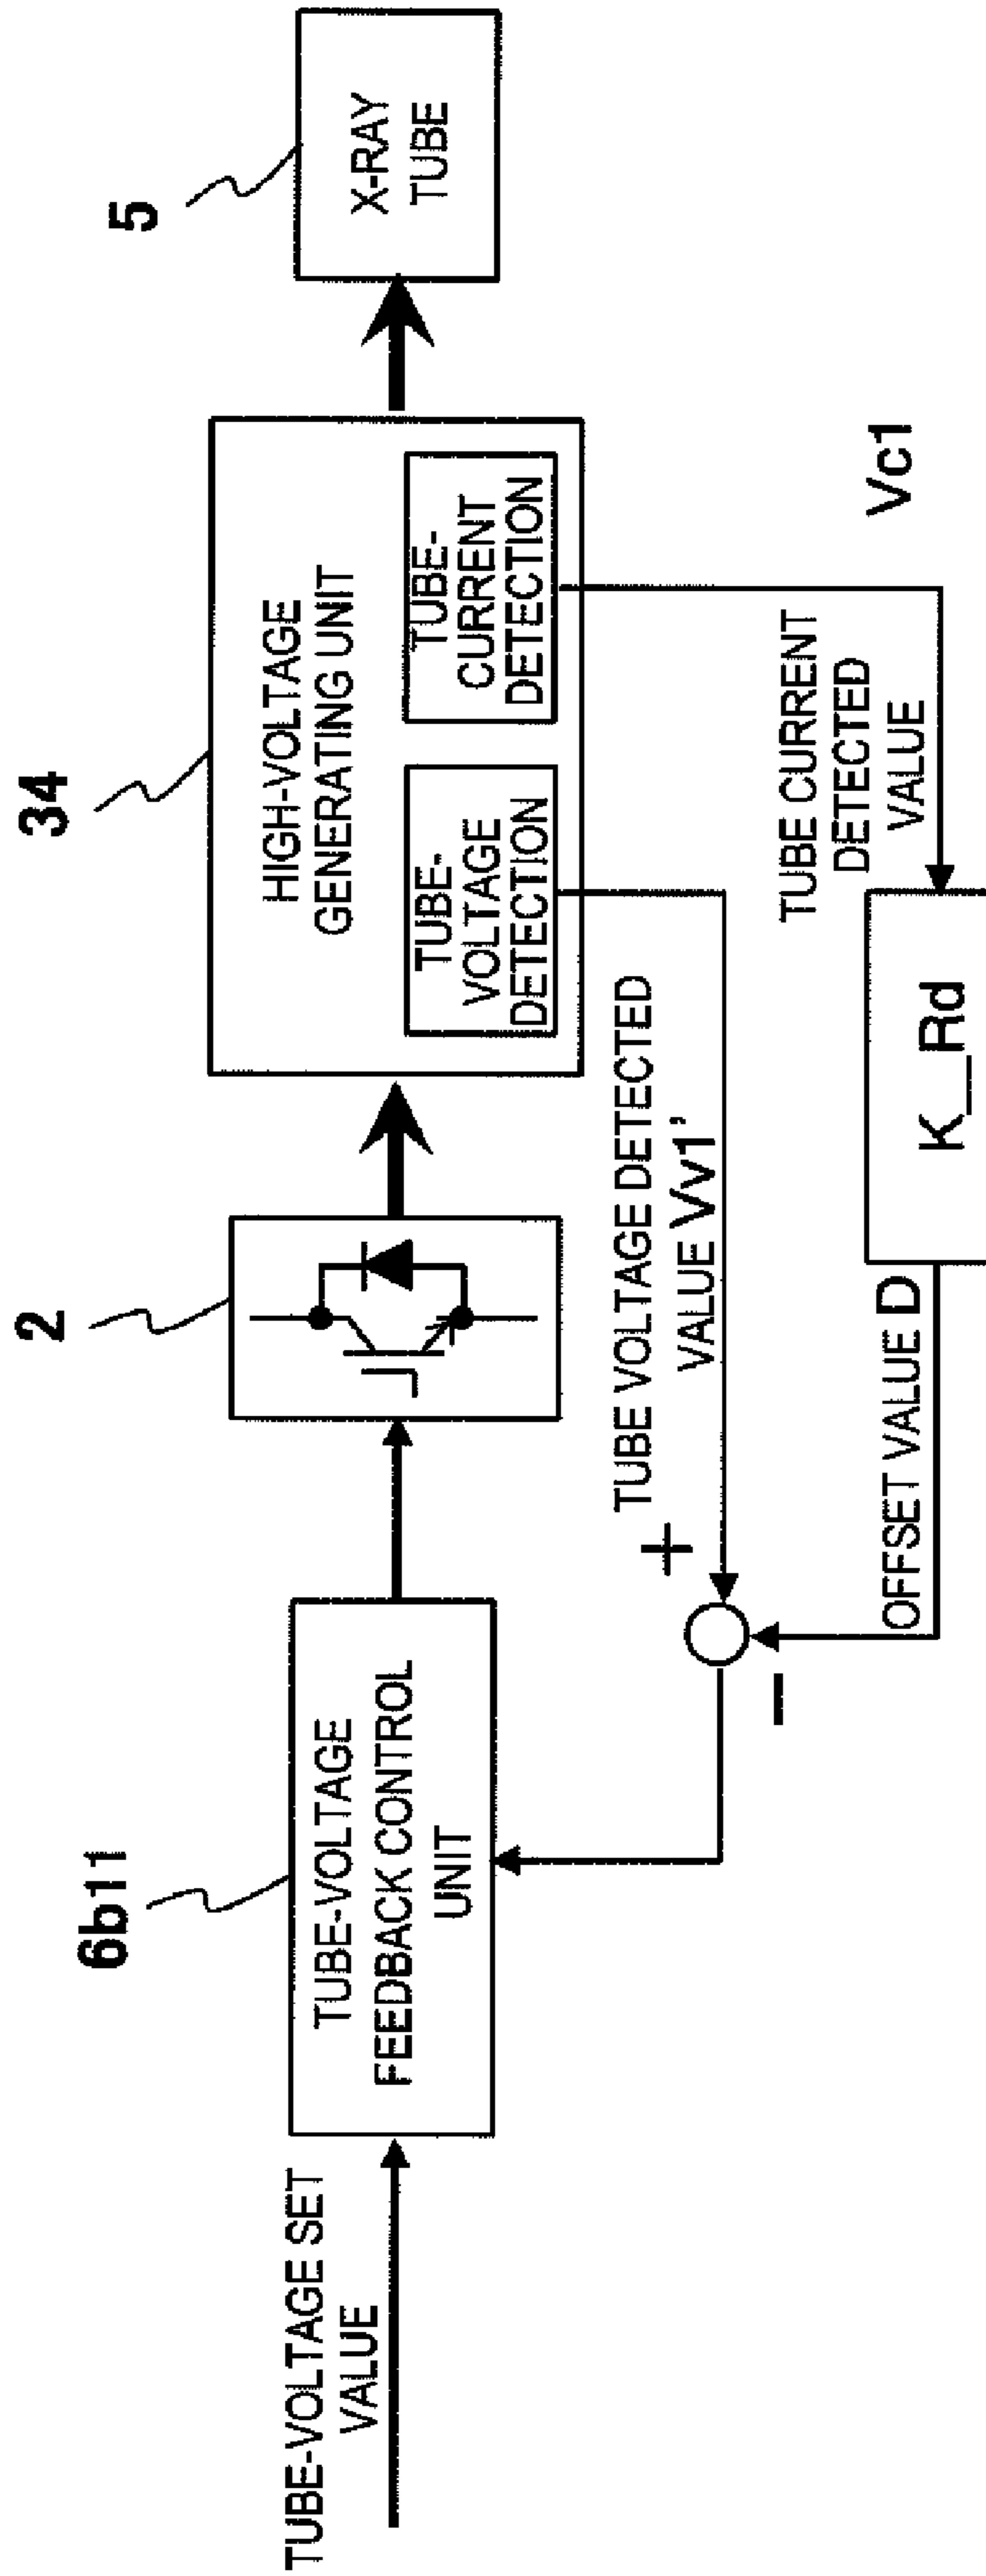 TUBE-VOLTAGE SET
VALUE
6b11
TUBE-VOLTAGE
FEEDBACK CONTROL
UNIT
2
34
HIGH-VOLTAGE
GENERATING UNIT
TUBE-
VOLTAGE
DETECTION
TUBE-
CURRENT
DETECTION
5
X-RAY
TUBE
TUBE VOLTAGE DETECTED
VALUE Vv1'
+
−
TUBE CURRENT
DETECTED
VALUE
Vc1
K_Rd
OFFSET VALUE D